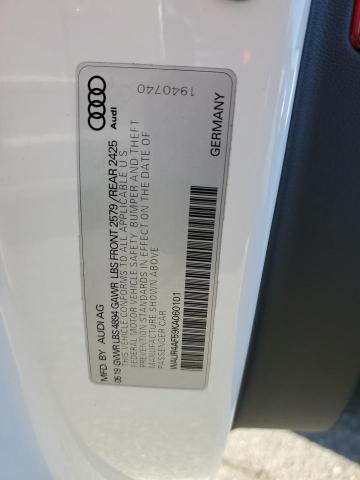 MFD. BY AUDI AG
05 19 GVWR LBS 4894 GAWR LBS FRONT 2579 /REAR 2425
THIS VEHICLE CONFORMS TO ALL APPLICABLE U S
FEDERAL MOTOR VEHICLE SAFETY, BUMPER AND THEFT
PREVENTION STANDARDS IN EFFECT ON THE DATE OF
MANUFACTURE SHOWN ABOVE
PASSENGER CAR
WAUR4AF59KA060101
Audi
1940740
GERMANY